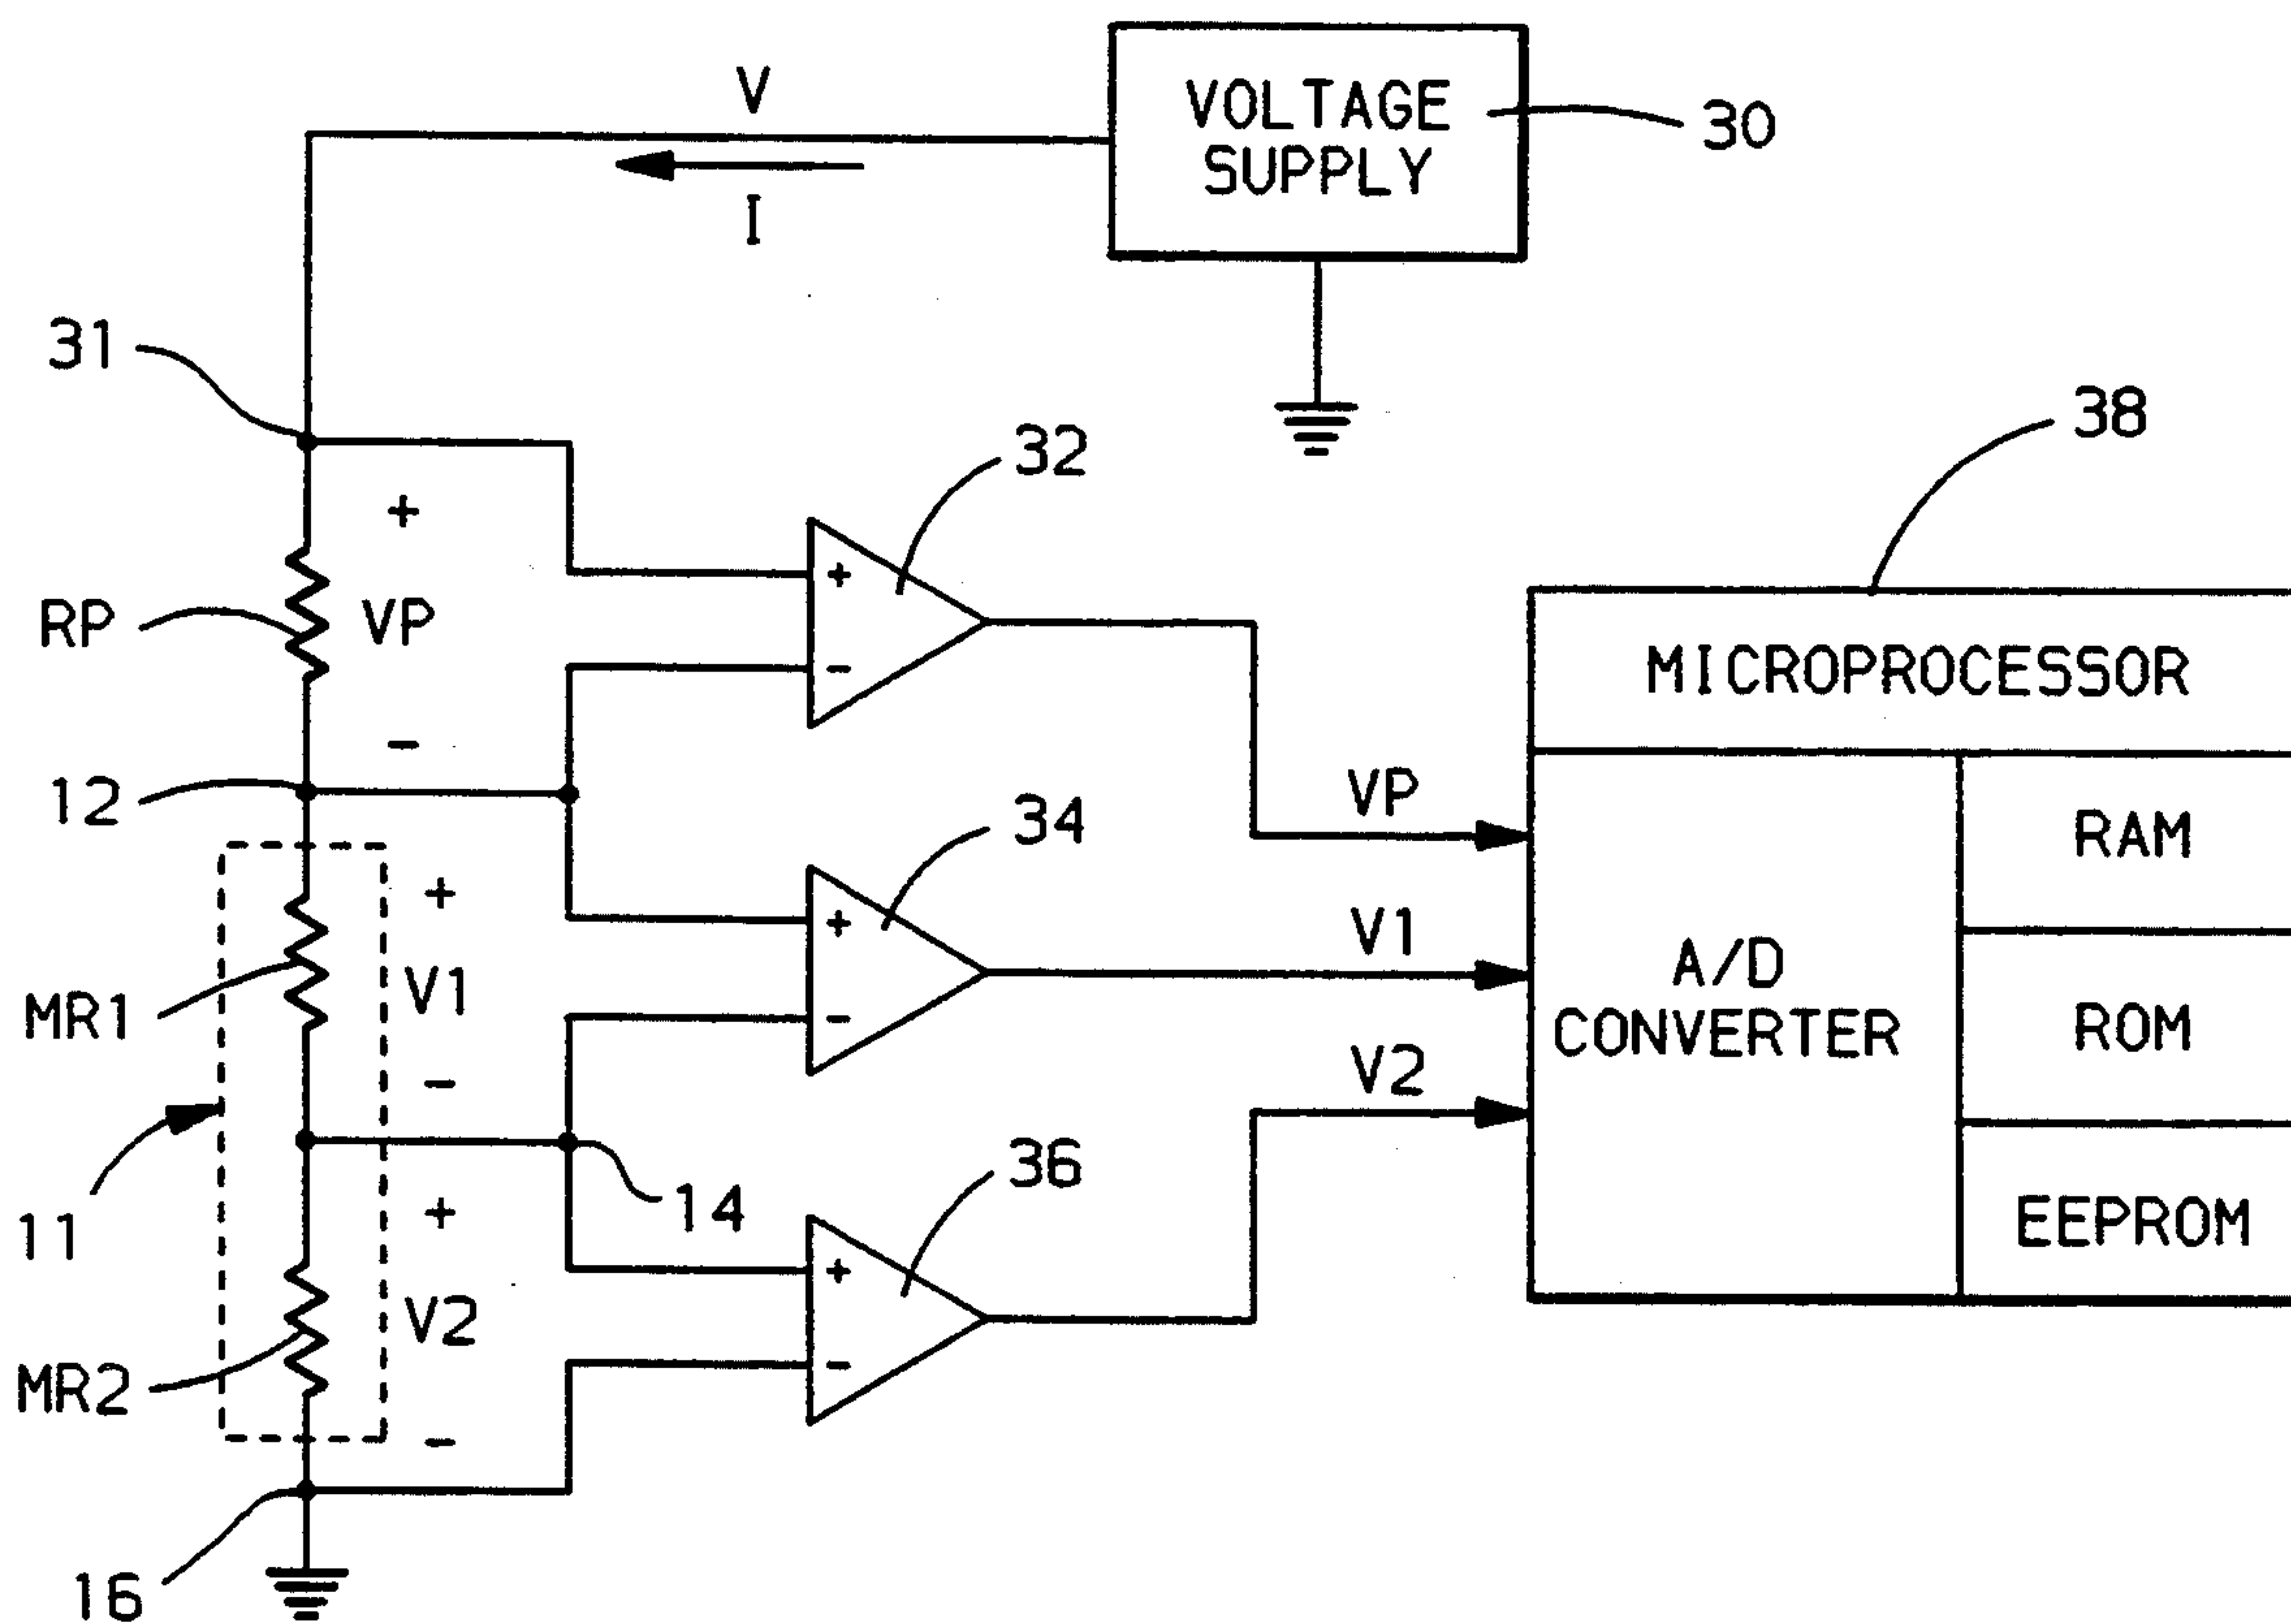 V
VOLTAGE
SUPPLY
30
I
31
32
38
+
RP
VP
+
-
-
MICROPROCESSOR
12
VP
34
RAM
+
+
V1
A/D
CONVERTER
MR1
V1
-
ROM
V2
-
36
11
+
14
+
EEPROM
V2
MR2
-
-
16